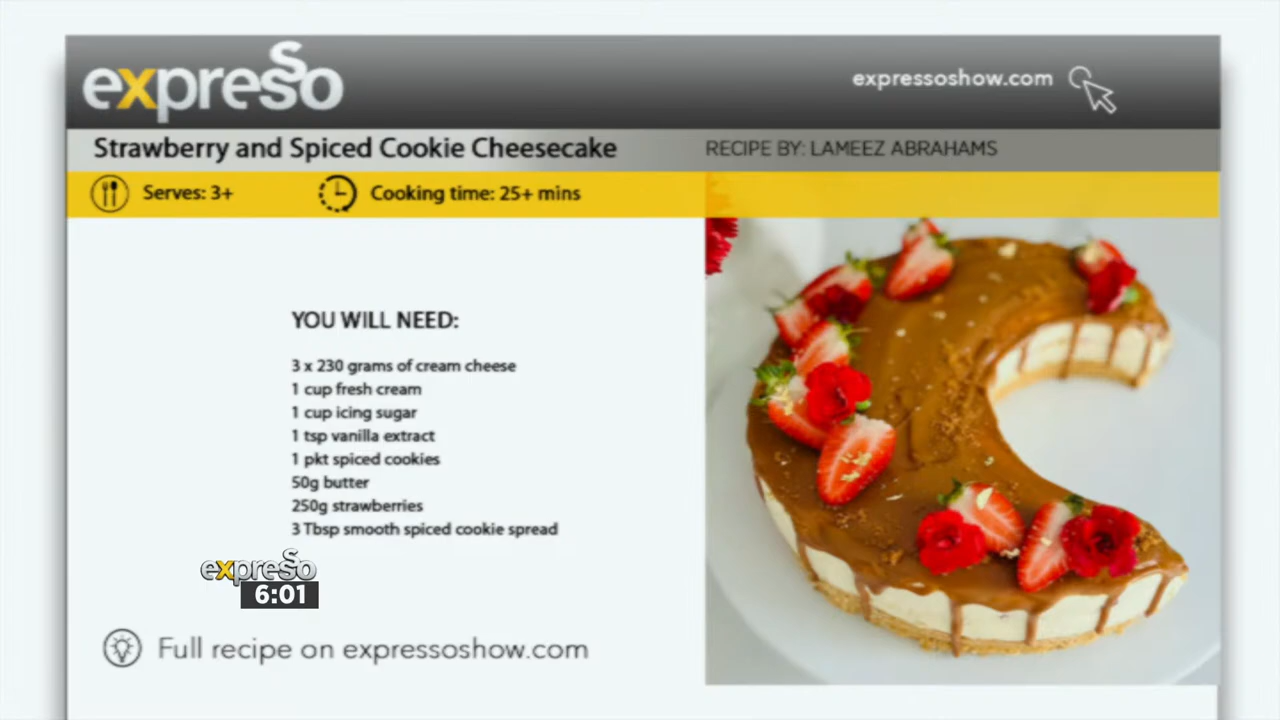 expresso
expressoshow.com
Strawberry and Spiced Cookie Cheesecake
RECIPE BY: LAMEEZ ABRAHAMS
Serves: 3+
Cooking time: 25+ mins
YOU WILL NEED:
3 x 230 grams of cream cheese
1 cup fresh cream
1 cup icing sugar
1 tsp vanilla extract
1 pkt spiced cookies
50g butter
250g strawberries
3 Tbsp smooth spiced cookie spread
expresso
6:01
Full recipe on expressoshow.com